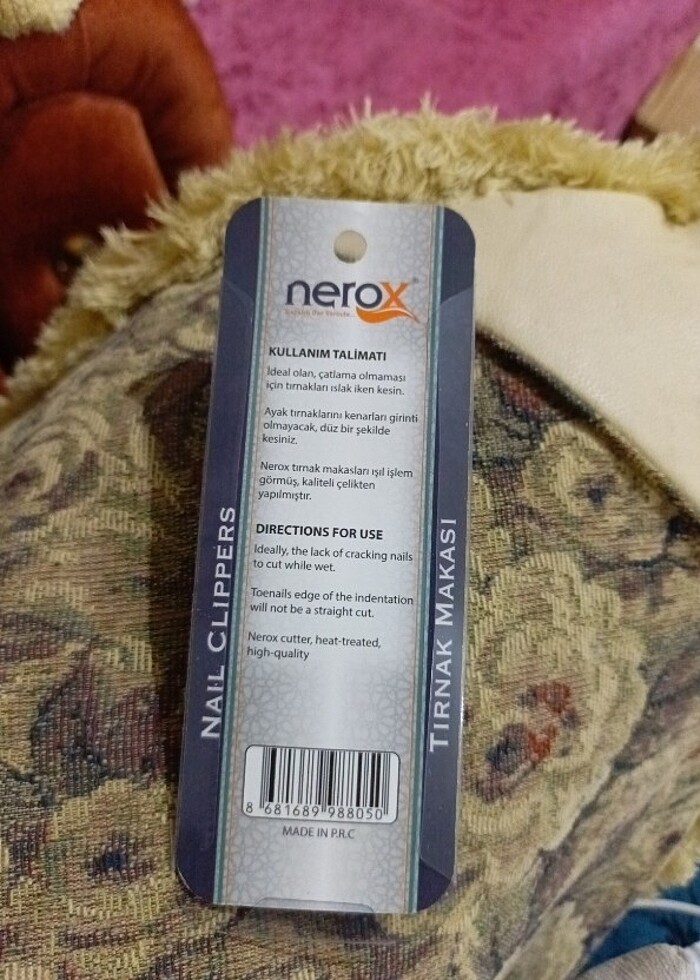 nerox
KULLANIM TALİMATI
İdeal olan, çatlama olmaması
için tırnakları ıslak iken kesin.
Ayak tırnaklarını kenarları girinti
olmayacak, düz bir şekilde
kesiniz.
Nerox tırnak makasları ışıl işlem
görmüş, kaliteli çelikten
yapılmıştır.
DIRECTIONS FOR USE
Ideally, the lack of cracking nails
to cut while wet.
Toenails edge of the indentation
will not be a straight cut.
Nerox cutter, heat-treated,
high-quality
NAIL CLIPPERS
TIRNAK MAKASI
8 681689 988050
MADE IN P.R.C